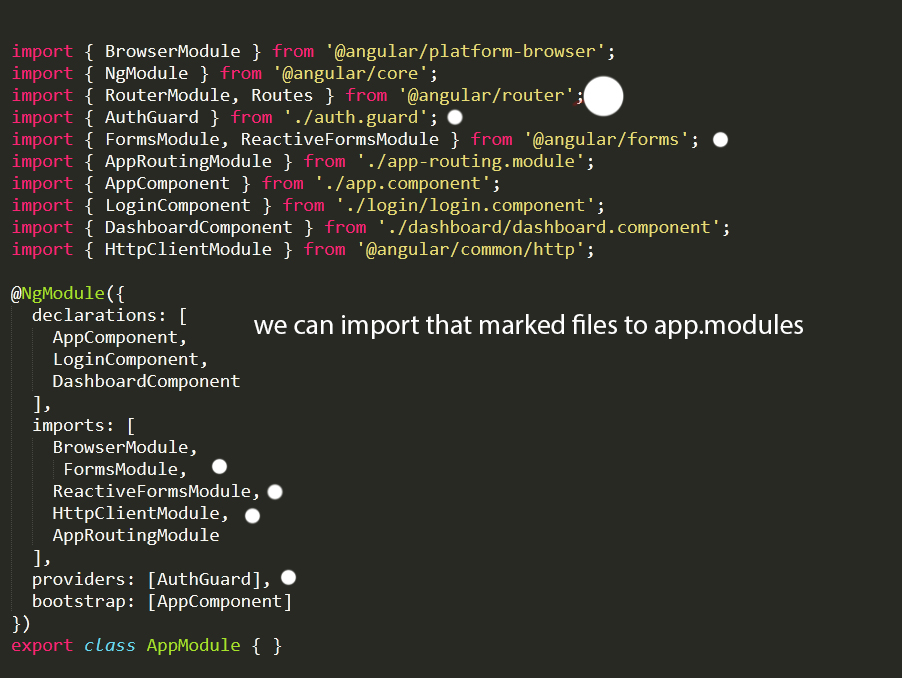 import { BrowserModule } from '@angular/platform-browser';
import { NgModule } from '@angular/core';
import { RouterModule, Routes } from '@angular/router';
import { AuthGuard } from './auth.guard';
import { FormsModule, ReactiveFormsModule } from '@angular/forms';
import { AppRoutingModule } from './app-routing.module';
import { AppComponent } from './app.component';
import { LoginComponent } from './login/login.component';
import { DashboardComponent } from './dashboard/dashboard.component';
import { HttpClientModule } from '@angular/common/http';
@NgModule({
declarations: [
we can import that marked files to app.modules
AppComponent,
LoginComponent,
DashboardComponent
],
imports: [
BrowserModule,
FormsModule,
ReactiveFormsModule,
HttpClientModule,
AppRoutingModule
],
providers: [AuthGuard],
bootstrap: [AppComponent]
})
export class AppModule { }